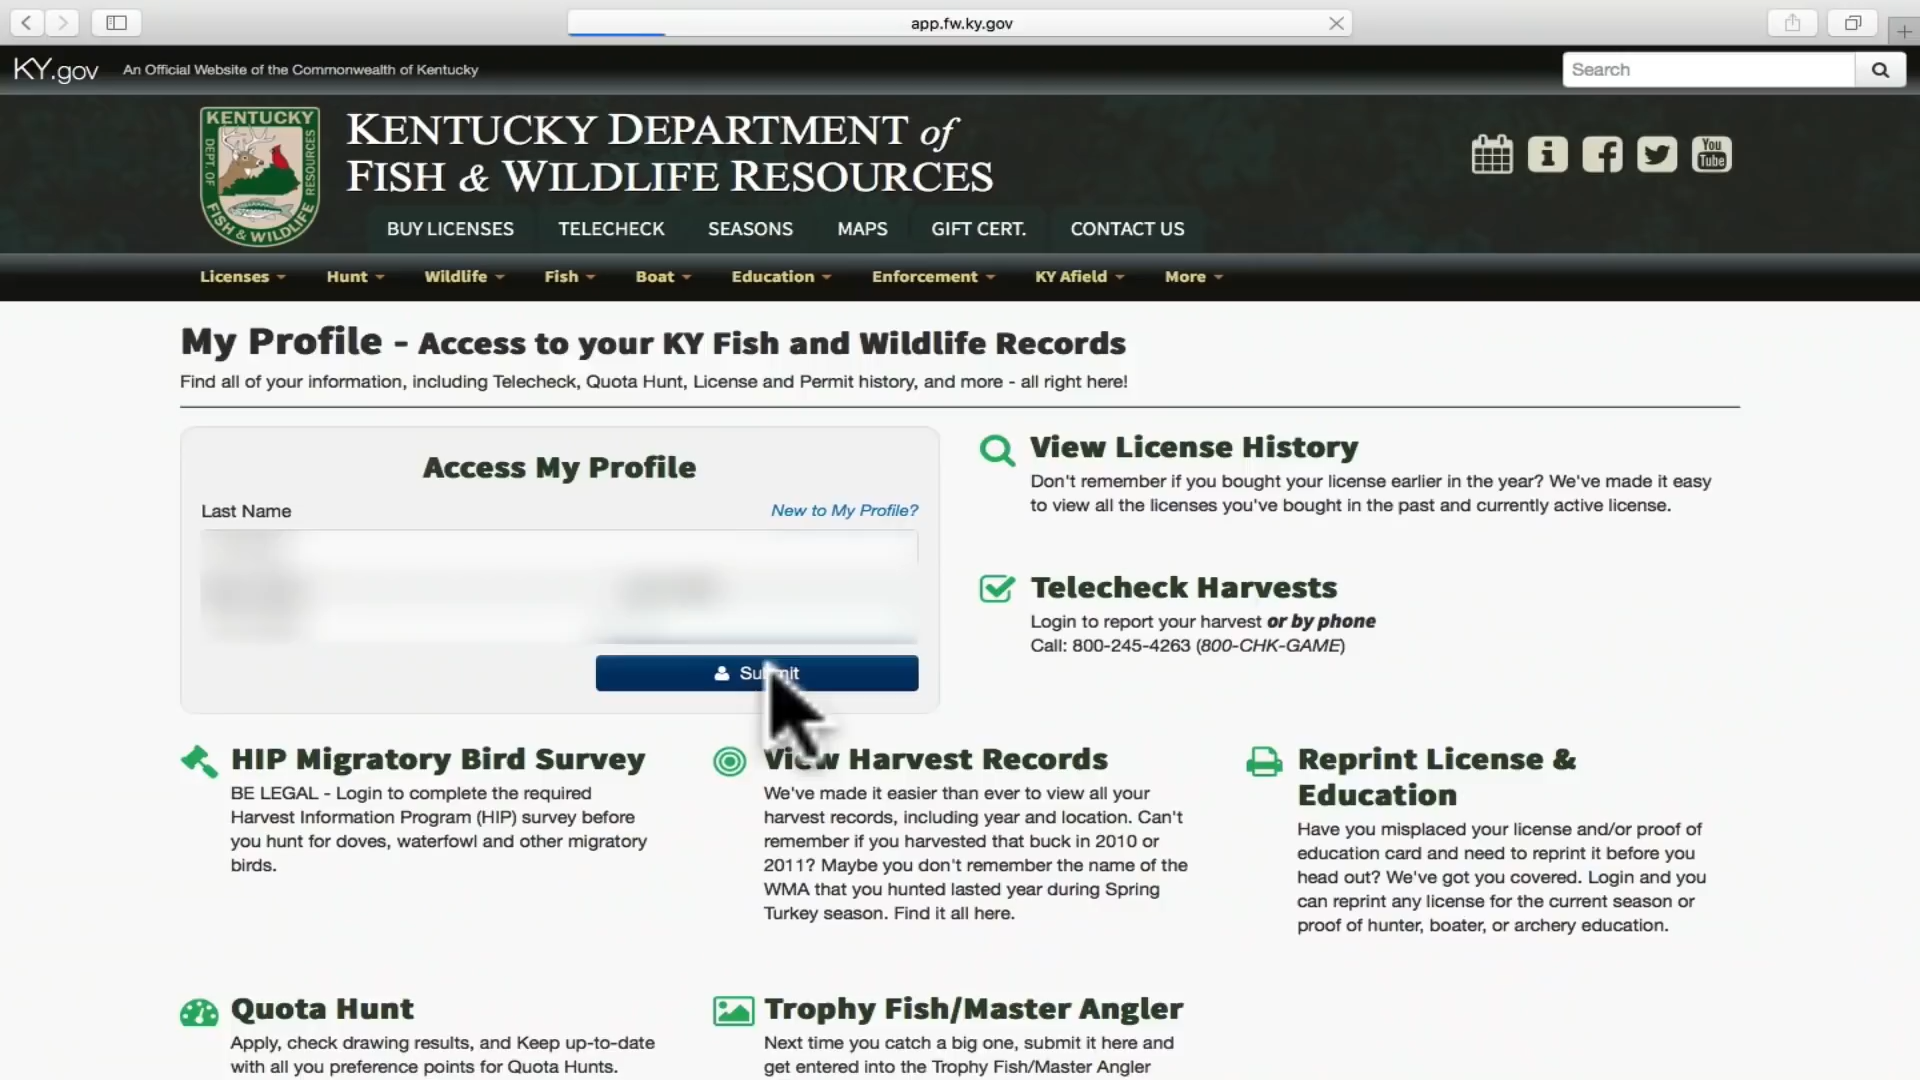 app.fw.ky.gov
KY.gov An Official Website of the Commonwealth of Kentucky
Search
KENTUCKY
DEPT. OF
RESOURCES
FISH & WILDLIFE
KENTUCKY DEPARTMENT of
FISH & WILDLIFE RESOURCES
You
Tube
BUY LICENSES TELECHECK SEASONS MAPS GIFT CERT. CONTACT US
Licenses Hunt Wildlife Fish Boat Education Enforcement KY Afield More
My Profile - Access to your KY Fish and Wildlife Records
Find all of your information, including Telecheck, Quota Hunt, License and Permit history, and more - all right here!
Access My Profile
Last Name
New to My Profile?
Submit
View License History
Don't remember if you bought your license earlier in the year? We've made it easy
to view all the licenses you've bought in the past and currently active license.
Telecheck Harvests
Login to report your harvest or by phone
Call: 800-245-4263 (800-CHK-GAME)
HIP Migratory Bird Survey
BE LEGAL - Login to complete the required
Harvest Information Program (HIP) survey before
you hunt for doves, waterfowl and other migratory
birds.
View Harvest Records
We've made it easier than ever to view all your
harvest records, including year and location. Can't
remember if you harvested that buck in 2010 or
2011? Maybe you don't remember the name of the
WMA that you hunted lasted year during Spring
Turkey season. Find it all here.
Reprint License &
Education
Have you misplaced your license and/or proof of
education card and need to reprint it before you
head out? We've got you covered. Login and you
can reprint any license for the current season or
proof of hunter, boater, or archery education.
Quota Hunt
Apply, check drawing results, and Keep up-to-date
with all you preference points for Quota Hunts.
Trophy Fish/Master Angler
Next time you catch a big one, submit it here and
get entered into the Trophy Fish/Master Angler